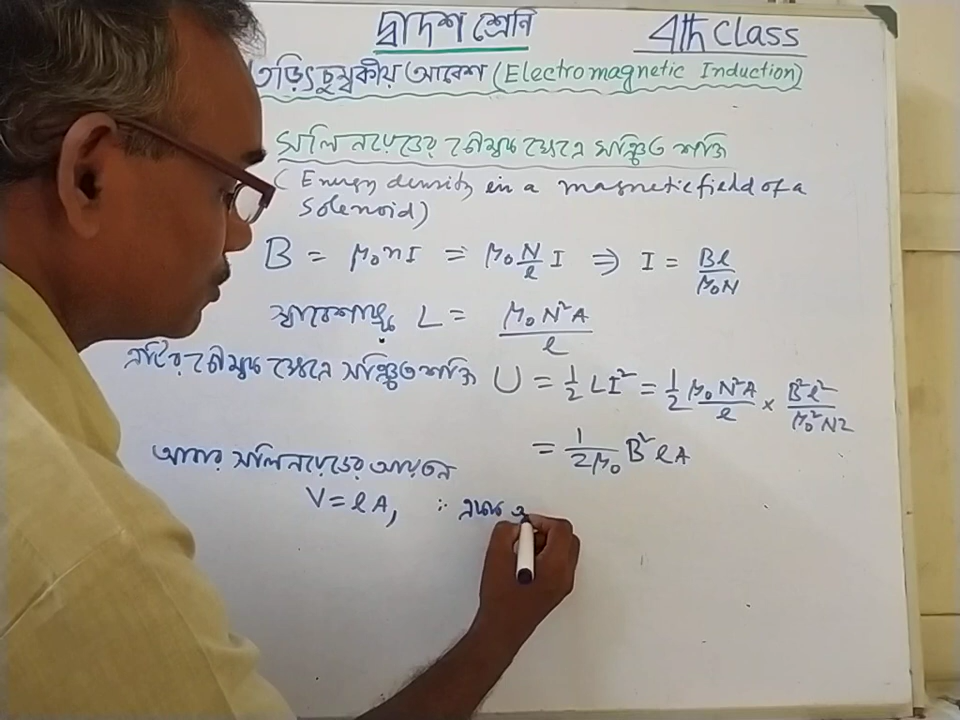 দ্বাদশ শ্রেনি 4th Class
তড়িৎচুম্বকীয় আবেশ (Electromagnetic Induction)
সলিনয়েডের চৌম্বক ক্ষেত্রে সঞ্চিত শক্তি
(Energy density in a magnetic field of a
solenoid)
B = μ₀nI = μ₀ N/l I ⇒ I = Bl/μ₀N
স্বাবেশাঙ্ক L = μ₀N²A/l
এটির চৌম্বক ক্ষেত্রে সঞ্চিত শক্তি U = 1/2 LI² = 1/2 μ₀N²A/l × B²l²/μ₀²N2
= 1/2μ₀ B²lA
আবার সলিনয়েডের আয়তন
V = lA, ∴ একক